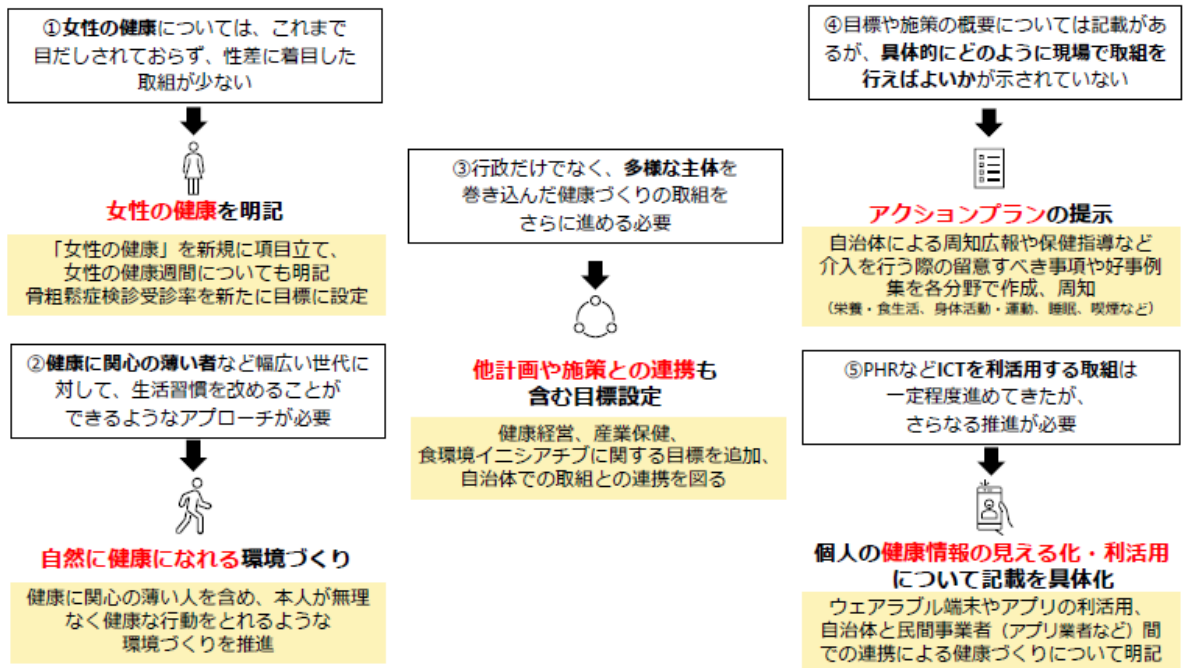 ①女性の健康については、これまで
目だしされておらず、性差に着目した
取組が少ない
女性の健康を明記
「女性の健康」を新規に項目立て、
女性の健康週間についても明記
骨粗鬆症検診受診率を新たに目標に設定
②健康に関心の薄い者など幅広い世代に
対して、生活習慣を改めることが
できるようなアプローチが必要
自然に健康になれる環境づくり
健康に関心の薄い人を含め、本人が無理
なく健康な行動をとれるような
環境づくりを推進
③行政だけでなく、多様な主体を
巻き込んだ健康づくりの取組を
さらに進める必要
他計画や施策との連携も
含む目標設定
健康経営、産業保健、
食環境イニシアチブに関する目標を追加、
自治体での取組との連携を図る
④目標や施策の概要については記載があ
るが、具体的にどのように現場で取組を
行えばよいかが示されていない
アクションプランの提示
自治体による周知広報や保健指導など
介入を行う際の留意すべき事項や好事例
集を各分野で作成、周知
（栄養・食生活、身体活動・運動、睡眠、喫煙など）
⑤PHRなどICTを利活用する取組は
一定程度進めてきたが、
さらなる推進が必要
個人の健康情報の見える化・利活用
について記載を具体化
ウェアラブル端末やアプリの利活用、
自治体と民間事業者（アプリ業者など）間
での連携による健康づくりについて明記